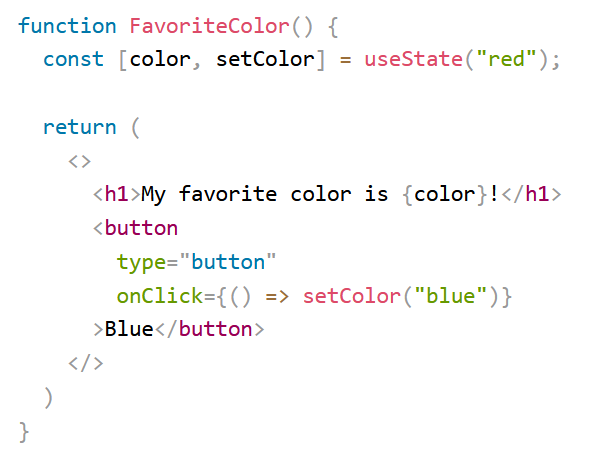 function FavoriteColor() {
  const [color, setColor] = useState("red");

  return (
    <>
      <h1>My favorite color is {color}!</h1>
      <button
        type="button"
        onClick={() => setColor("blue")}
      >Blue</button>
    </>
  )
}